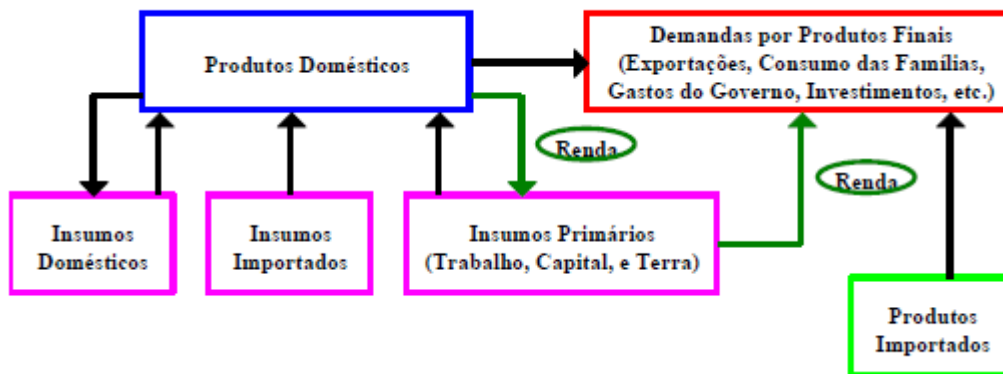 Produtos Domésticos
Demandas por Produtos Finais
(Exportações, Consumo das Famílias,
Gastos do Governo, Investimentos, etc.)
Renda
Renda
Insumos
Domésticos
Insumos
Importados
Insumos Primários
(Trabalho, Capital, e Terra)
Produtos
Importados